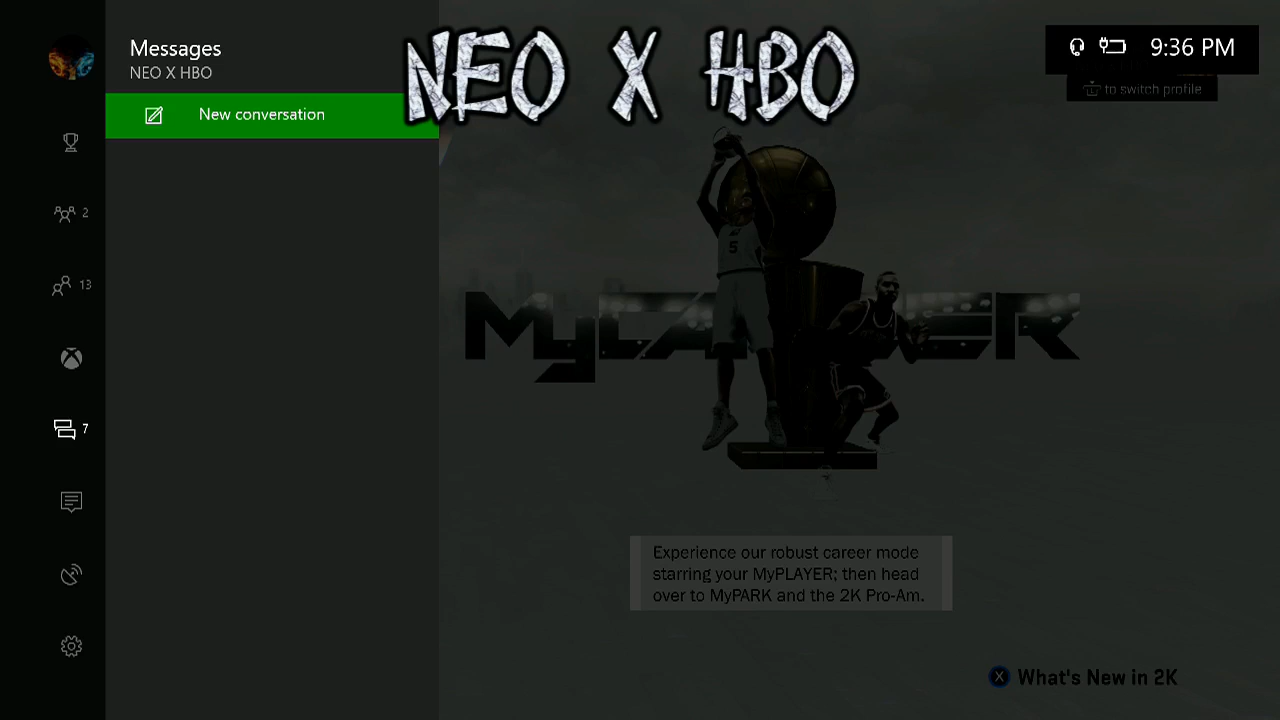 Messages
NEO X HBO
New conversation
2
13
7
NEO X HBO
9:36 PM
to switch profile
5
MyPLAYER
Experience our robust career mode
starring your MyPLAYER; then head
over to MyPARK and the 2K Pro-Am.
X What's New in 2K